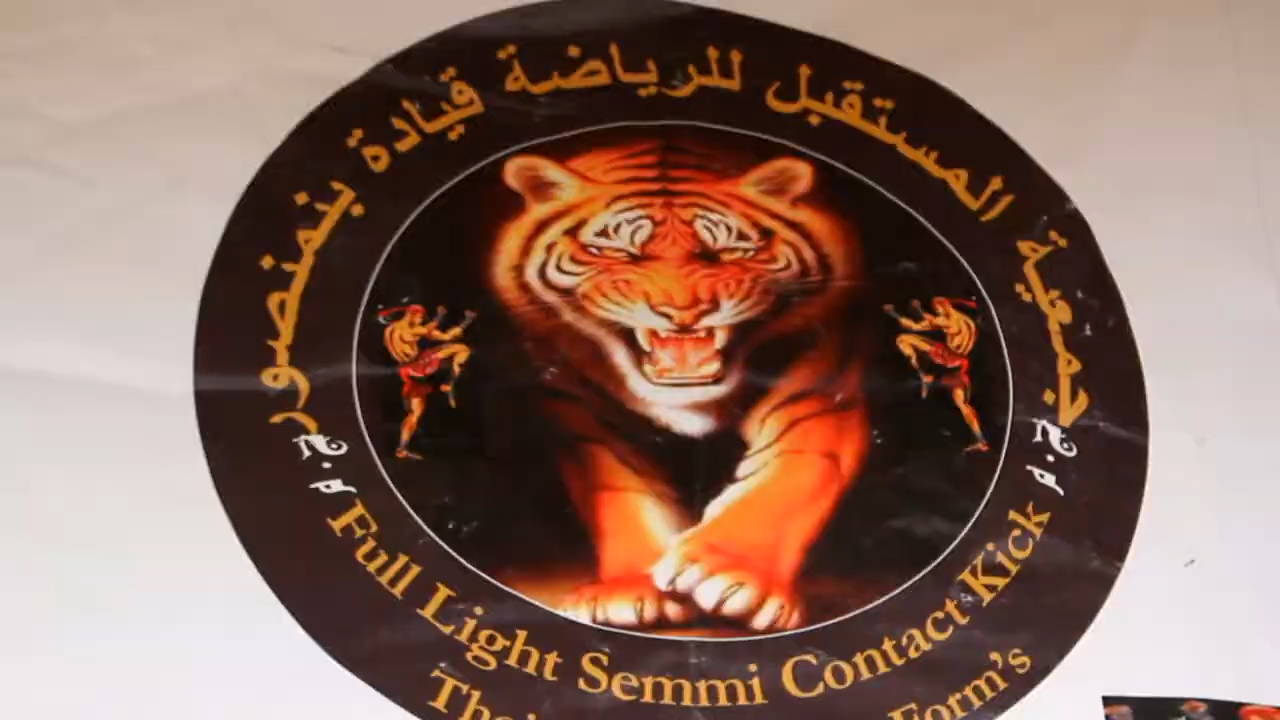 جمعية المستقبل للرياضة قيادة بنمنصور
م.ج
م.ج
Full Light Semmi Contact Kick
Form's